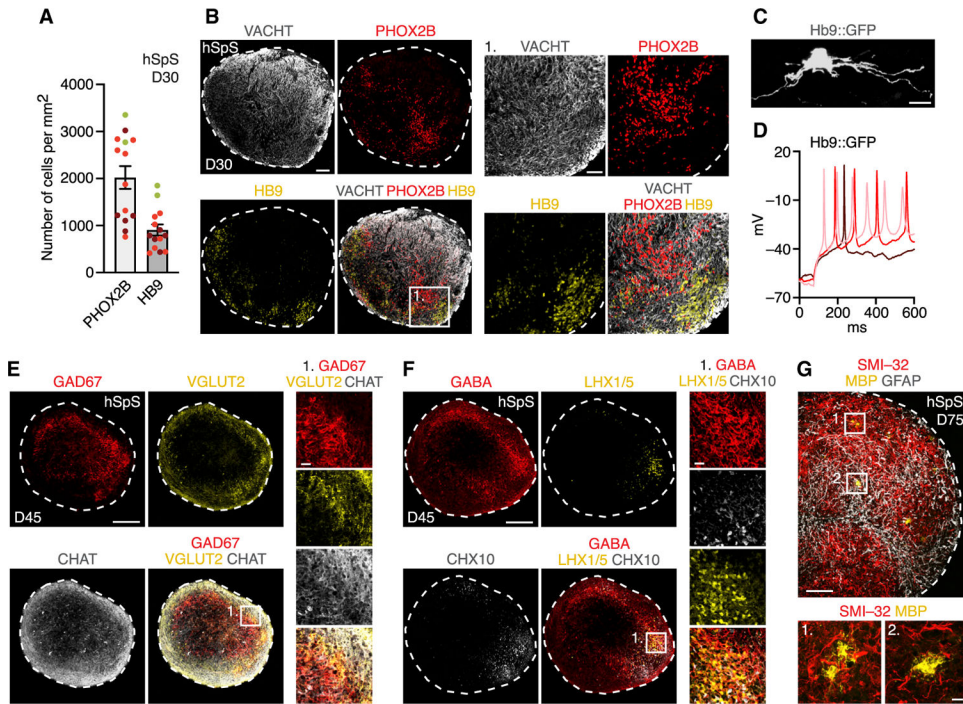 A
hSpS
D30
Number of cells per mm²
4000
3000
2000
1000
0
PHOX2B
HB9
B
VACHT
PHOX2B
hSpS
D30
HB9
VACHT PHOX2B HB9
1.
1. VACHT
PHOX2B
HB9
VACHT
PHOX2B HB9
C
Hb9::GFP
D
Hb9::GFP
mV
20
–10
–40
–70
0
200
400
600
ms
E
GAD67
VGLUT2
hSpS
D45
CHAT
GAD67
VGLUT2 CHAT
1.
1. GAD67
VGLUT2 CHAT
F
GABA
LHX1/5
hSpS
D45
CHX10
GABA
LHX1/5 CHX10
1.
1. GABA
LHX1/5 CHX10
G
SMI–32
MBP GFAP
hSpS
D75
1.
2.
SMI–32 MBP
1.
2.